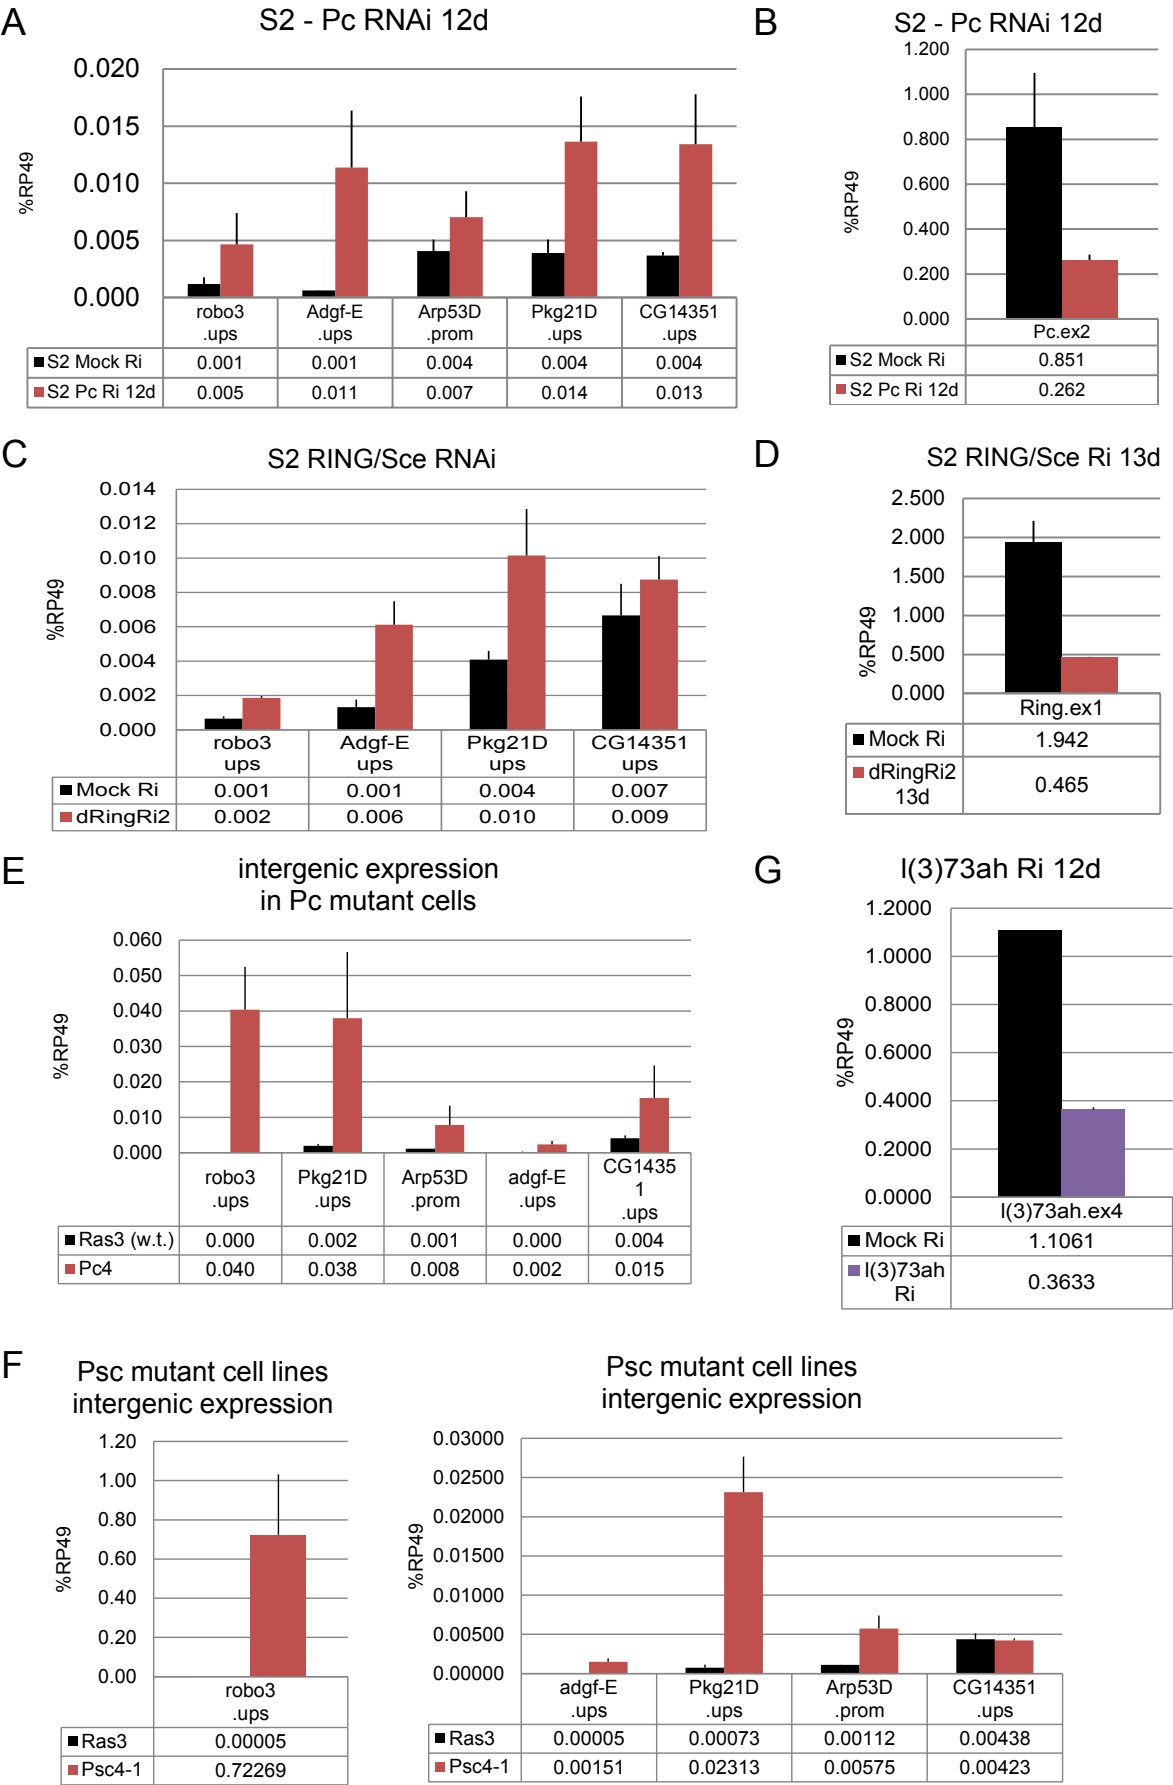 A
S2 - Pc RNAi 12d
%RP49
0.020
0.015
0.010
0.005
0.000
robo3 Adgf-E Arp53D Pkg21D CG14351
.ups .ups .prom .ups .ups
S2 Mock Ri 0.001 0.001 0.004 0.004 0.004
S2 Pc Ri 12d 0.005 0.011 0.007 0.014 0.013
B
S2 - Pc RNAi 12d
%RP49
1.200
1.000
0.800
0.600
0.400
0.200
0.000
Pc.ex2
S2 Mock Ri 0.851
S2 Pc Ri 12d 0.262
C
S2 RING/Sce RNAi
%RP49
0.014
0.012
0.010
0.008
0.006
0.004
0.002
0.000
robo3 Adgf-E Pkg21D CG14351
ups ups ups ups
Mock Ri 0.001 0.001 0.004 0.007
dRingRi2 0.002 0.006 0.010 0.009
D
S2 RING/Sce Ri 13d
%RP49
2.500
2.000
1.500
1.000
0.500
0.000
Ring.ex1
Mock Ri 1.942
dRingRi2 0.465
13d
E
intergenic expression
in Pc mutant cells
%RP49
0.060
0.050
0.040
0.030
0.020
0.010
0.000
robo3 Pkg21D Arp53D adgf-E CG1435
.ups .ups .prom .ups 1
.ups
Ras3 (w.t.) 0.000 0.002 0.001 0.000 0.004
Pc4 0.040 0.038 0.008 0.002 0.015
G
l(3)73ah Ri 12d
%RP49
1.2000
1.0000
0.8000
0.6000
0.4000
0.2000
0.0000
l(3)73ah.ex4
Mock Ri 1.1061
l(3)73ah 0.3633
Ri
F
Psc mutant cell lines
intergenic expression
%RP49
1.20
1.00
0.80
0.60
0.40
0.20
0.00
robo3
.ups
Ras3 0.00005
Psc4-1 0.72269
Psc mutant cell lines
intergenic expression
%RP49
0.03000
0.02500
0.02000
0.01500
0.01000
0.00500
0.00000
adgf-E Pkg21D Arp53D CG14351
.ups .ups .prom .ups
Ras3 0.00005 0.00073 0.00112 0.00438
Psc4-1 0.00151 0.02313 0.00575 0.00423